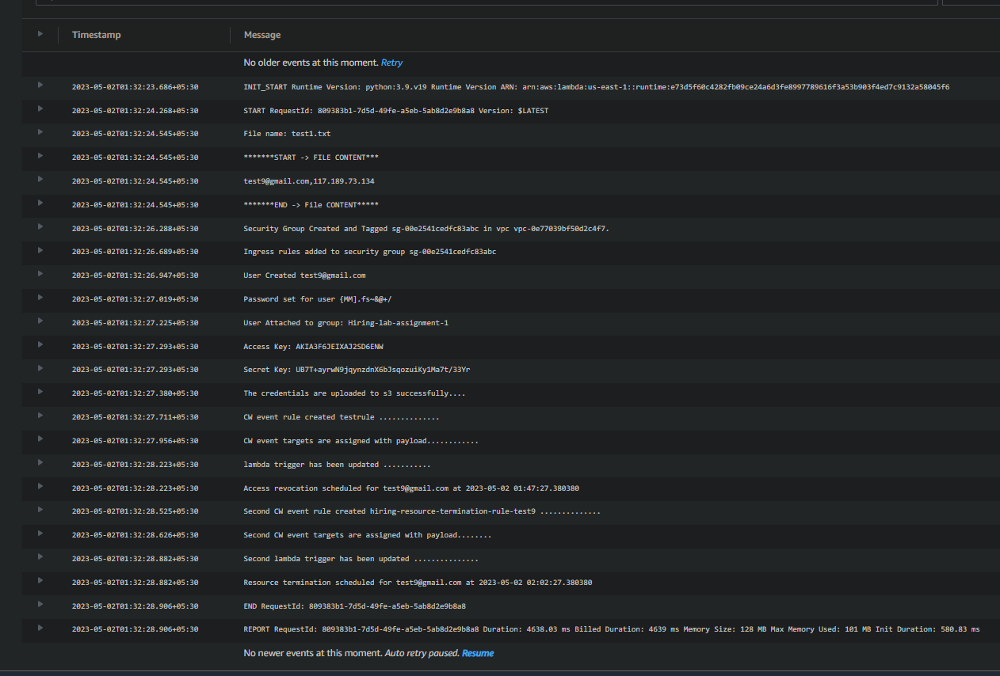 Timestamp Message
No older events at this moment. Retry
2023-05-02T01:32:23.686+05:30 INIT_START Runtime Version: python:3.9.v19 Runtime Version ARN: arn:aws:lambda:us-east-1::runtime:e73d5f60c4282fb09ce24a6d3fe8997789616f3a53b903f4ed7c9132a58045f6
2023-05-02T01:32:24.268+05:30 START RequestId: 809383b1-7d5d-49fe-a5eb-5ab8d2e9b8a8 Version: $LATEST
2023-05-02T01:32:24.545+05:30 File name: test1.txt
2023-05-02T01:32:24.545+05:30 *******START -> FILE CONTENT***
2023-05-02T01:32:24.545+05:30 test9@gmail.com,117.189.73.134
2023-05-02T01:32:24.545+05:30 *******END -> File CONTENT*****
2023-05-02T01:32:26.288+05:30 Security Group Created and Tagged sg-00e2541cedfc83abc in vpc vpc-0e77039bf50d2c4f7.
2023-05-02T01:32:26.689+05:30 Ingress rules added to security group sg-00e2541cedfc83abc
2023-05-02T01:32:26.947+05:30 User Created test9@gmail.com
2023-05-02T01:32:27.019+05:30 Password set for user {MM].fs~&@+/
2023-05-02T01:32:27.225+05:30 User Attached to group: Hiring-lab-assignment-1
2023-05-02T01:32:27.293+05:30 Access Key: AKIA3F6JEIXAJ2SD6ENW
2023-05-02T01:32:27.293+05:30 Secret Key: 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
2023-05-02T01:32:27.380+05:30 The credentials are uploaded to s3 successfully....
2023-05-02T01:32:27.711+05:30 CW event rule created testrule ..............
2023-05-02T01:32:27.956+05:30 CW event targets are assigned with payload............
2023-05-02T01:32:28.223+05:30 lambda trigger has been updated ...........
2023-05-02T01:32:28.223+05:30 Access revocation scheduled for test9@gmail.com at 2023-05-02 01:47:27.380380
2023-05-02T01:32:28.525+05:30 Second CW event rule created hiring-resource-termination-rule-test9 ..............
2023-05-02T01:32:28.626+05:30 Second CW event targets are assigned with payload........
2023-05-02T01:32:28.882+05:30 Second lambda trigger has been updated ...............
2023-05-02T01:32:28.882+05:30 Resource termination scheduled for test9@gmail.com at 2023-05-02 02:02:27.380380
2023-05-02T01:32:28.906+05:30 END RequestId: 809383b1-7d5d-49fe-a5eb-5ab8d2e9b8a8
2023-05-02T01:32:28.906+05:30 REPORT RequestId: 809383b1-7d5d-49fe-a5eb-5ab8d2e9b8a8 Duration: 4638.03 ms Billed Duration: 4639 ms Memory Size: 128 MB Max Memory Used: 101 MB Init Duration: 580.83 ms
No newer events at this moment. Auto retry paused. Resume